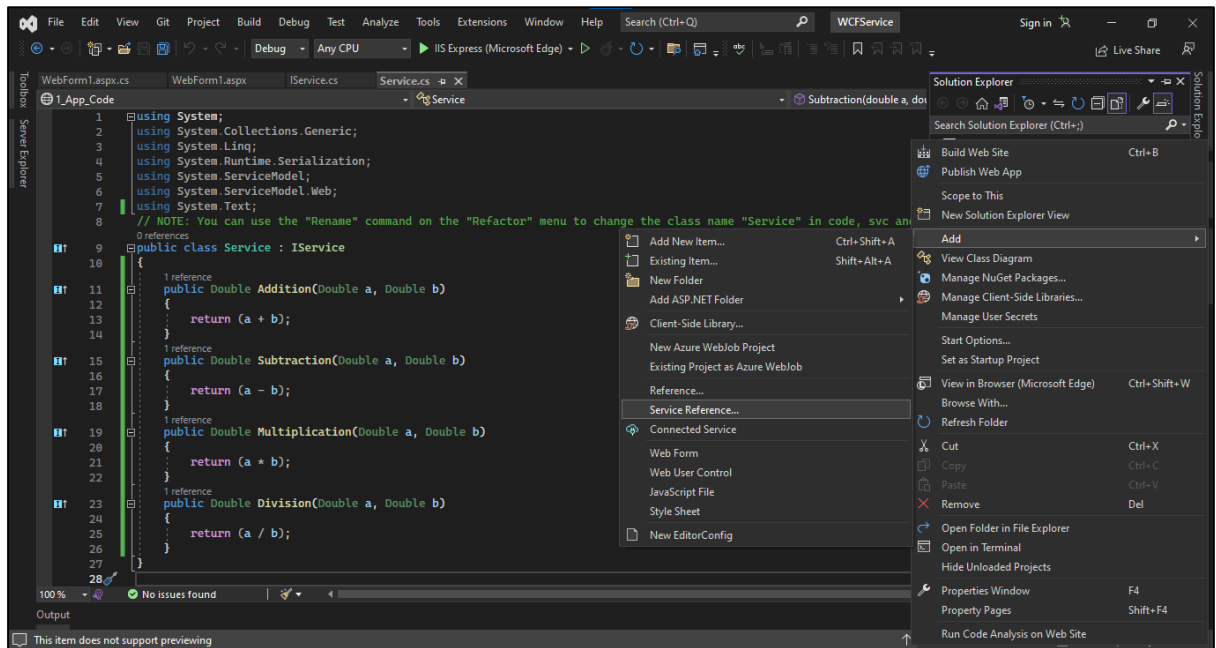 File Edit View Git Project Build Debug Test Analyze Tools Extensions Window Help Search (Ctrl+Q) WCFService Sign in
Debug Any CPU IIS Express (Microsoft Edge) Live Share
Toolbox
Server Explorer
WebForm1.aspx.cs WebForm1.aspx IService.cs Service.cs
1_App_Code Service Subtraction(double a, dou
1 using System;
2 using System.Collections.Generic;
3 using System.Linq;
4 using System.Runtime.Serialization;
5 using System.ServiceModel;
6 using System.ServiceModel.Web;
7 using System.Text;
8 // NOTE: You can use the "Rename" command on the "Refactor" menu to change the class name "Service" in code, svc and
0 references
9 public class Service : IService
10 {
1 reference
11 public Double Addition(Double a, Double b)
12 {
13 return (a + b);
14 }
1 reference
15 public Double Subtraction(Double a, Double b)
16 {
17 return (a - b);
18 }
1 reference
19 public Double Multiplication(Double a, Double b)
20 {
21 return (a * b);
22 }
1 reference
23 public Double Division(Double a, Double b)
24 {
25 return (a / b);
26 }
27 }
28
100 % No issues found
Output
This item does not support previewing
Add New Item... Ctrl+Shift+A
Existing Item... Shift+Alt+A
New Folder
Add ASP.NET Folder
Client-Side Library...
New Azure WebJob Project
Existing Project as Azure WebJob
Reference...
Service Reference...
Connected Service
Web Form
Web User Control
JavaScript File
Style Sheet
New EditorConfig
Solution Explorer
Search Solution Explorer (Ctrl+;)
Solution Explo
Build Web Site Ctrl+B
Publish Web App
Scope to This
New Solution Explorer View
Add
View Class Diagram
Manage NuGet Packages...
Manage Client-Side Libraries...
Manage User Secrets
Start Options...
Set as Startup Project
View in Browser (Microsoft Edge) Ctrl+Shift+W
Browse With...
Refresh Folder
Cut Ctrl+X
Copy Ctrl+C
Paste Ctrl+V
Remove Del
Open Folder in File Explorer
Open in Terminal
Hide Unloaded Projects
Properties Window F4
Property Pages Shift+F4
Run Code Analysis on Web Site